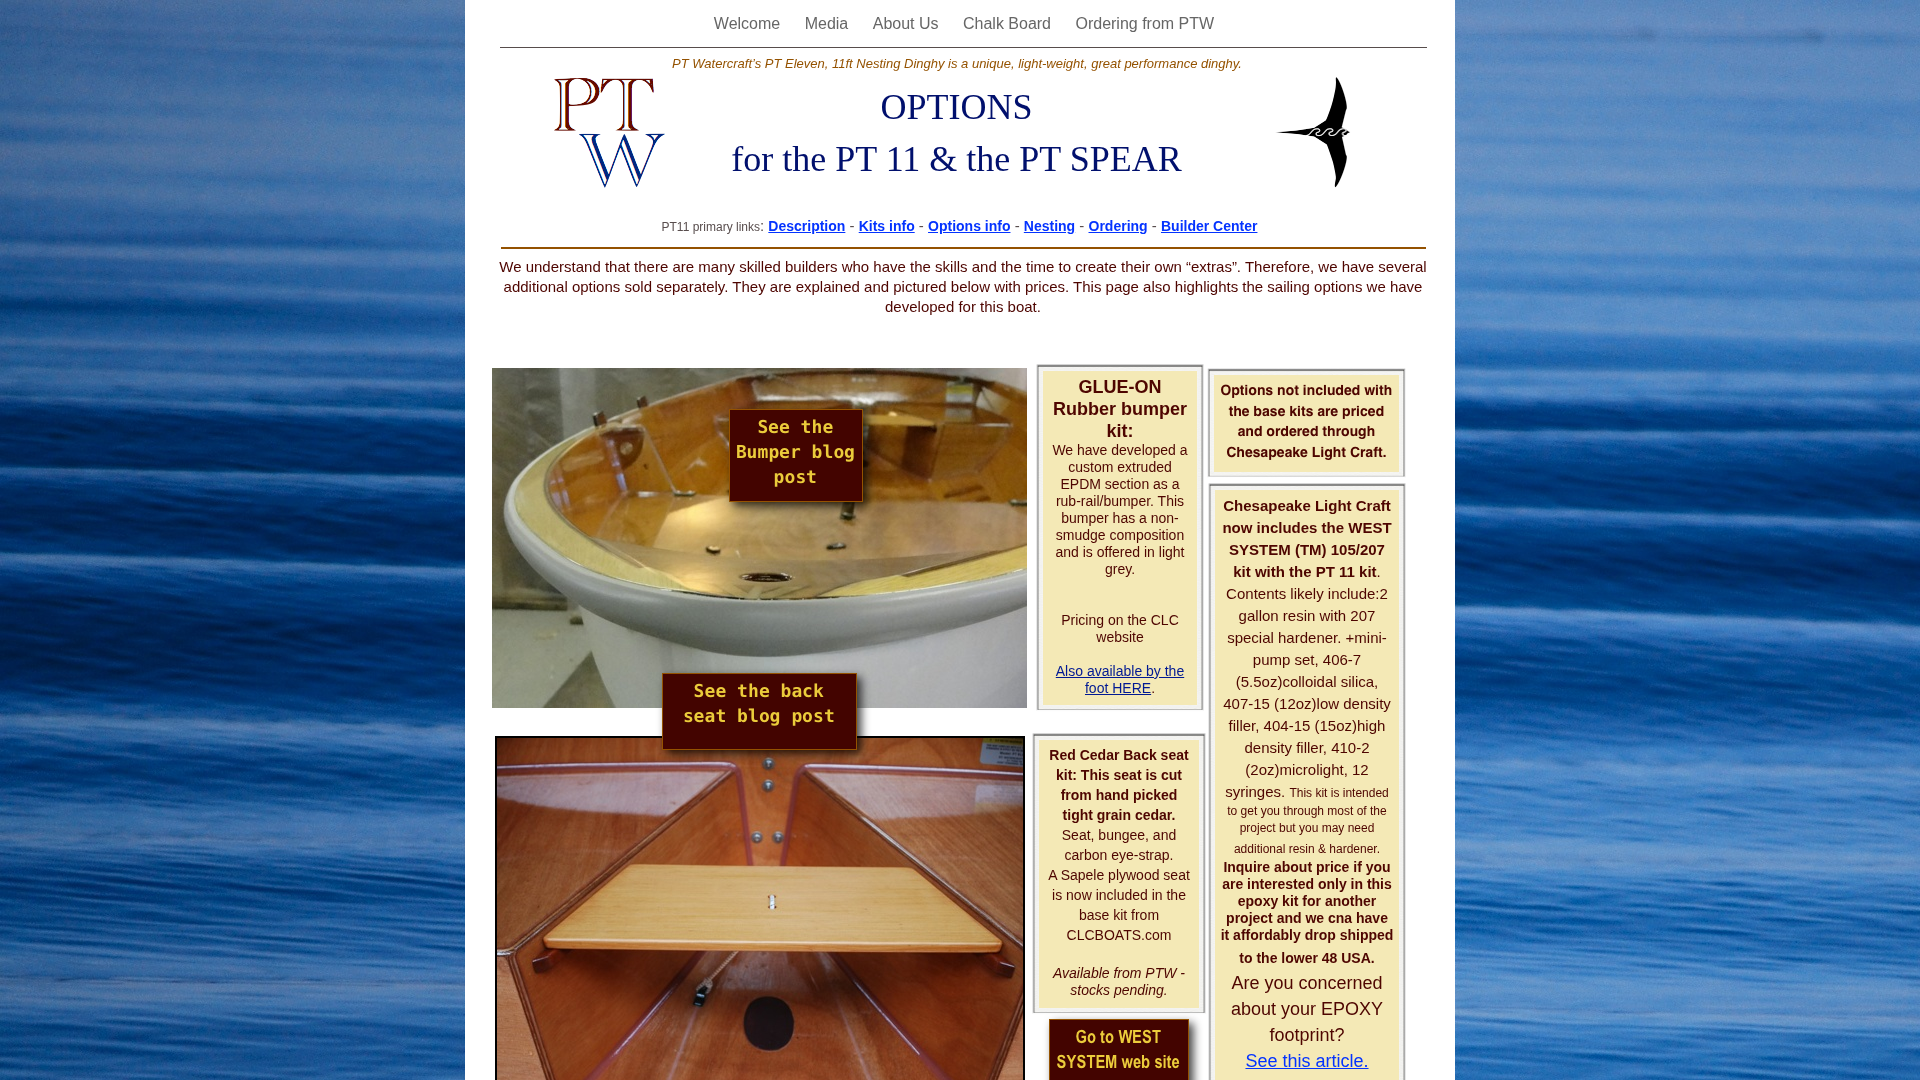 Welcome Media About Us Chalk Board Ordering from PTW
PT Watercraft's PT Eleven, 11ft Nesting Dinghy is a unique, light-weight, great performance dinghy.
PT
W
OPTIONS
for the PT 11 & the PT SPEAR
PT11 primary links: Description - Kits info - Options info - Nesting - Ordering - Builder Center
We understand that there are many skilled builders who have the skills and the time to create their own “extras”. Therefore, we have several
additional options sold separately. They are explained and pictured below with prices. This page also highlights the sailing options we have
developed for this boat.
See the
Bumper blog
post
See the back
seat blog post
GLUE-ON
Rubber bumper
kit:
We have developed a
custom extruded
EPDM section as a
rub-rail/bumper. This
bumper has a non-
smudge composition
and is offered in light
grey.
Pricing on the CLC
website
Also available by the
foot HERE.
Red Cedar Back seat
kit: This seat is cut
from hand picked
tight grain cedar.
Seat, bungee, and
carbon eye-strap.
A Sapele plywood seat
is now included in the
base kit from
CLCBOATS.com
Available from PTW -
stocks pending.
Go to WEST
SYSTEM web site
Options not included with
the base kits are priced
and ordered through
Chesapeake Light Craft.
Chesapeake Light Craft
now includes the WEST
SYSTEM (TM) 105/207
kit with the PT 11 kit.
Contents likely include:2
gallon resin with 207
special hardener. +mini-
pump set, 406-7
(5.5oz)colloidal silica,
407-15 (12oz)low density
filler, 404-15 (15oz)high
density filler, 410-2
(2oz)microlight, 12
syringes. This kit is intended
to get you through most of the
project but you may need
additional resin & hardener.
Inquire about price if you
are interested only in this
epoxy kit for another
project and we cna have
it affordably drop shipped
to the lower 48 USA.
Are you concerned
about your EPOXY
footprint?
See this article.